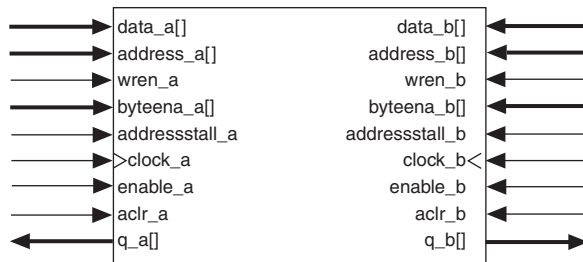 data_a[] data_b[]
address_a[] address_b[]
wren_a wren_b
byteena_a[] byteena_b[]
addressstall_a addressstall_b
clock_a clock_b
enable_a enable_b
aclr_a aclr_b
q_a[] q_b[]